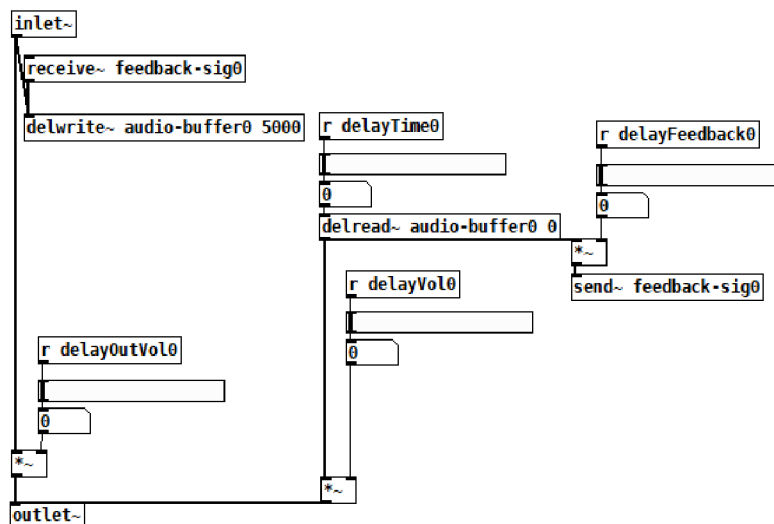 inlet~
receive~ feedback-sig0
delwrite~ audio-buffer0 5000
r delayTime0
0
delread~ audio-buffer0 0
r delayFeedback0
0
*~
send~ feedback-sig0
r delayVol0
0
r delayOutVol0
0
*~
*~
outlet~